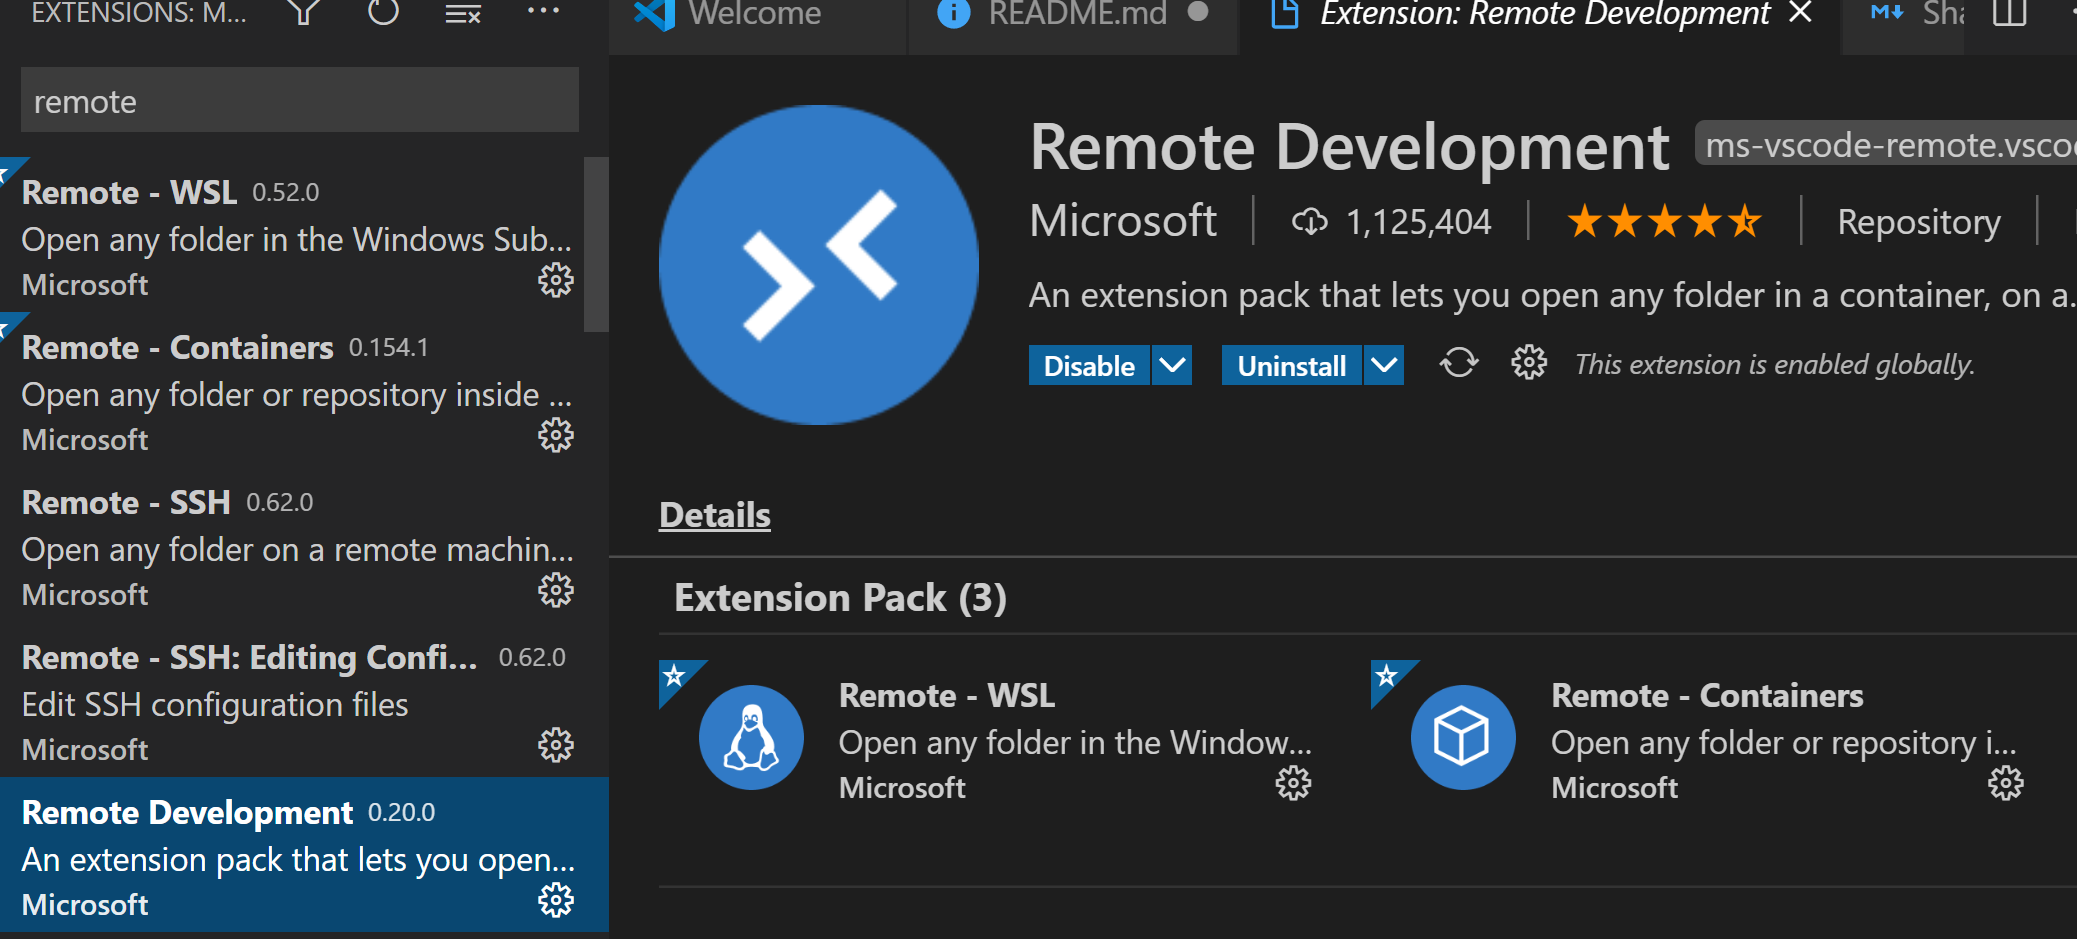 EXTENSIONS: M...
remote
Remote - WSL 0.52.0
Open any folder in the Windows Sub...
Microsoft
Remote - Containers 0.154.1
Open any folder or repository inside ...
Microsoft
Remote - SSH 0.62.0
Open any folder on a remote machin...
Microsoft
Remote - SSH: Editing Confi... 0.62.0
Edit SSH configuration files
Microsoft
Remote Development 0.20.0
An extension pack that lets you open...
Microsoft
Welcome
README.md
Extension: Remote Development
Remote Development ms-vscode-remote.vsco
Microsoft 1,125,404 Repository
An extension pack that lets you open any folder in a container, on a...
Disable Uninstall This extension is enabled globally.
Details
Extension Pack (3)
Remote - WSL
Open any folder in the Window...
Microsoft
Remote - Containers
Open any folder or repository i...
Microsoft